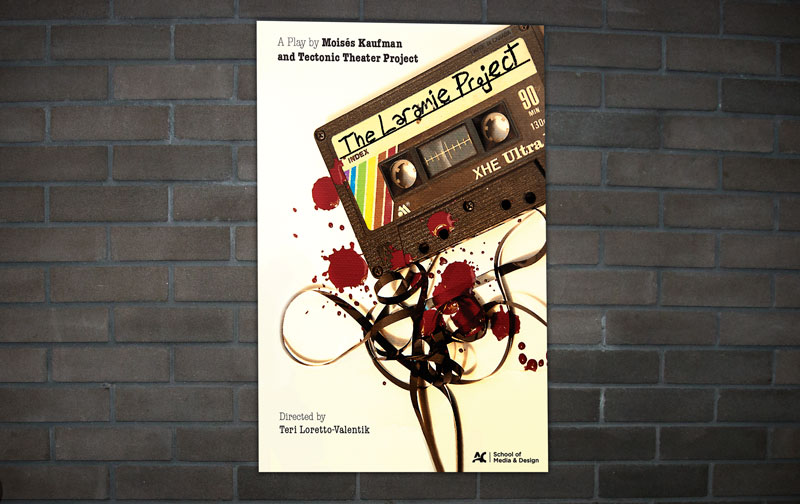 A Play by Moisés Kaufman
and Tectonic Theater Project
The Laramie Project
INDEX
90
MIN
XHE Ultra
Directed by
Teri Loretto-Valentik
AC School of
Media & Design